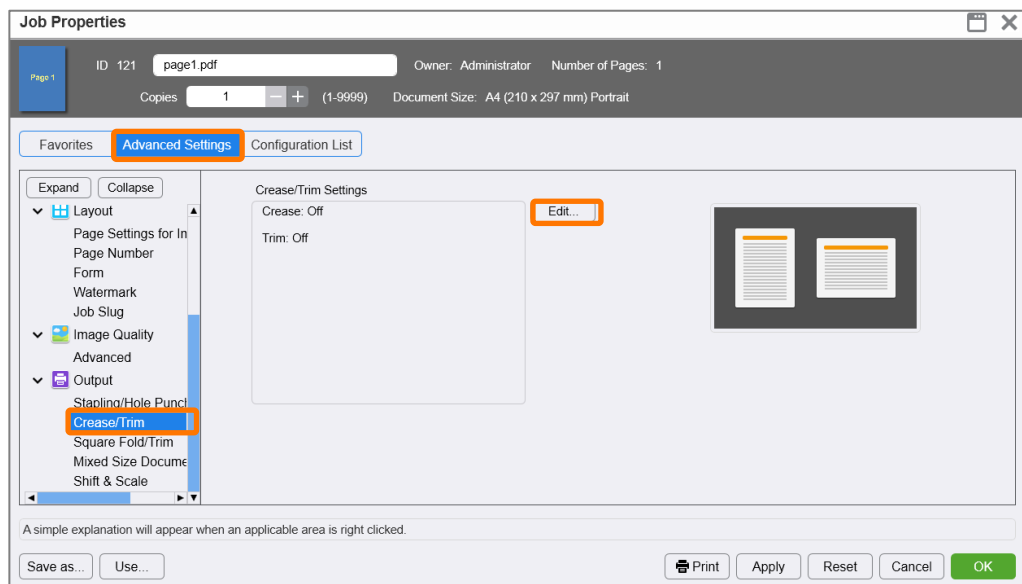 Job Properties
Page 1
ID 121 page1.pdf Owner: Administrator Number of Pages: 1
Copies 1 (1-9999) Document Size: A4 (210 x 297 mm) Portrait
Favorites Advanced Settings Configuration List
Expand Collapse
Crease/Trim Settings
Layout
Crease: Off
Edit...
Page Settings for Im
Trim: Off
Page Number
Form
Watermark
Job Slug
Image Quality
Advanced
Output
Stapling/Hole Punch
Crease/Trim
Square Fold/Trim
Mixed Size Docume
Shift & Scale
A simple explanation will appear when an applicable area is right clicked.
Save as... Use... Print Apply Reset Cancel OK